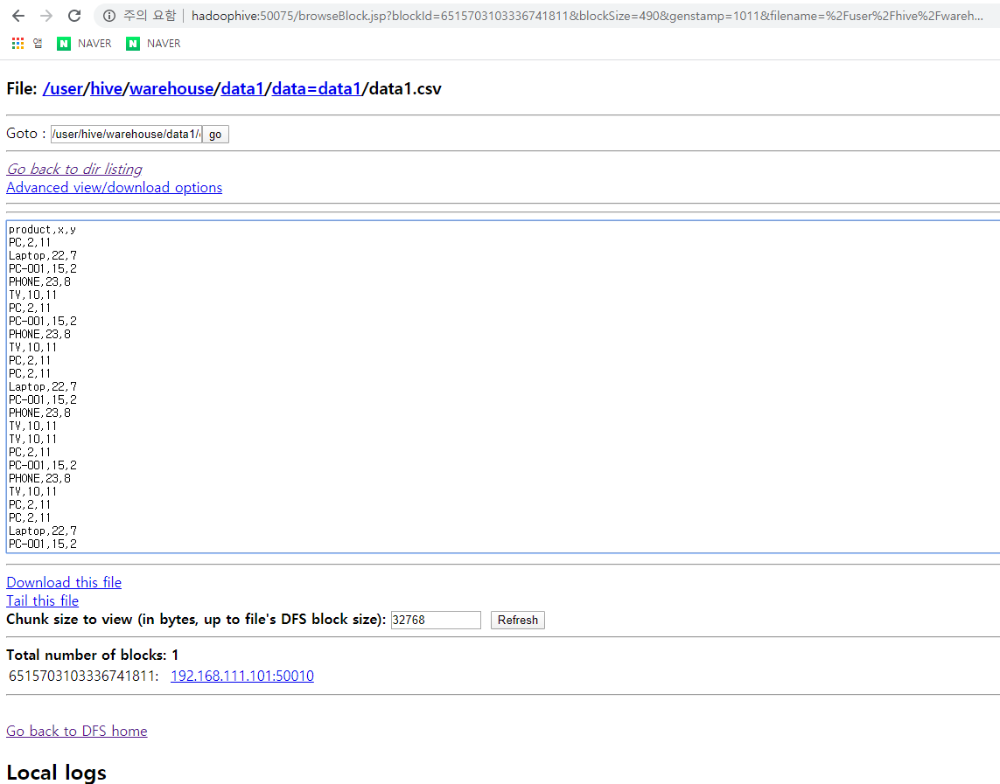 주의 요함 hadoophive:50075/browseBlock.jsp?blockId=6515703103336741811&blockSize=490&genstamp=1011&filename=%2Fuser%2Fhive%2Fwareh...
앱 N NAVER N NAVER
File: /user/hive/warehouse/data1/data=data1/data1.csv
Goto : /user/hive/warehouse/data1/ go
Go back to dir listing
Advanced view/download options
product,x,y
PC,2,11
Laptop,22,7
PC-001,15,2
PHONE,23,8
TV,10,11
PC,2,11
PC-001,15,2
PHONE,23,8
TV,10,11
PC,2,11
PC,2,11
Laptop,22,7
PC-001,15,2
PHONE,23,8
TV,10,11
TV,10,11
PC,2,11
PC-001,15,2
PHONE,23,8
TV,10,11
PC,2,11
PC,2,11
Laptop,22,7
PC-001,15,2
Download this file
Tail this file
Chunk size to view (in bytes, up to file's DFS block size): 32768 Refresh
Total number of blocks: 1
6515703103336741811: 192.168.111.101:50010
Go back to DFS home
Local logs